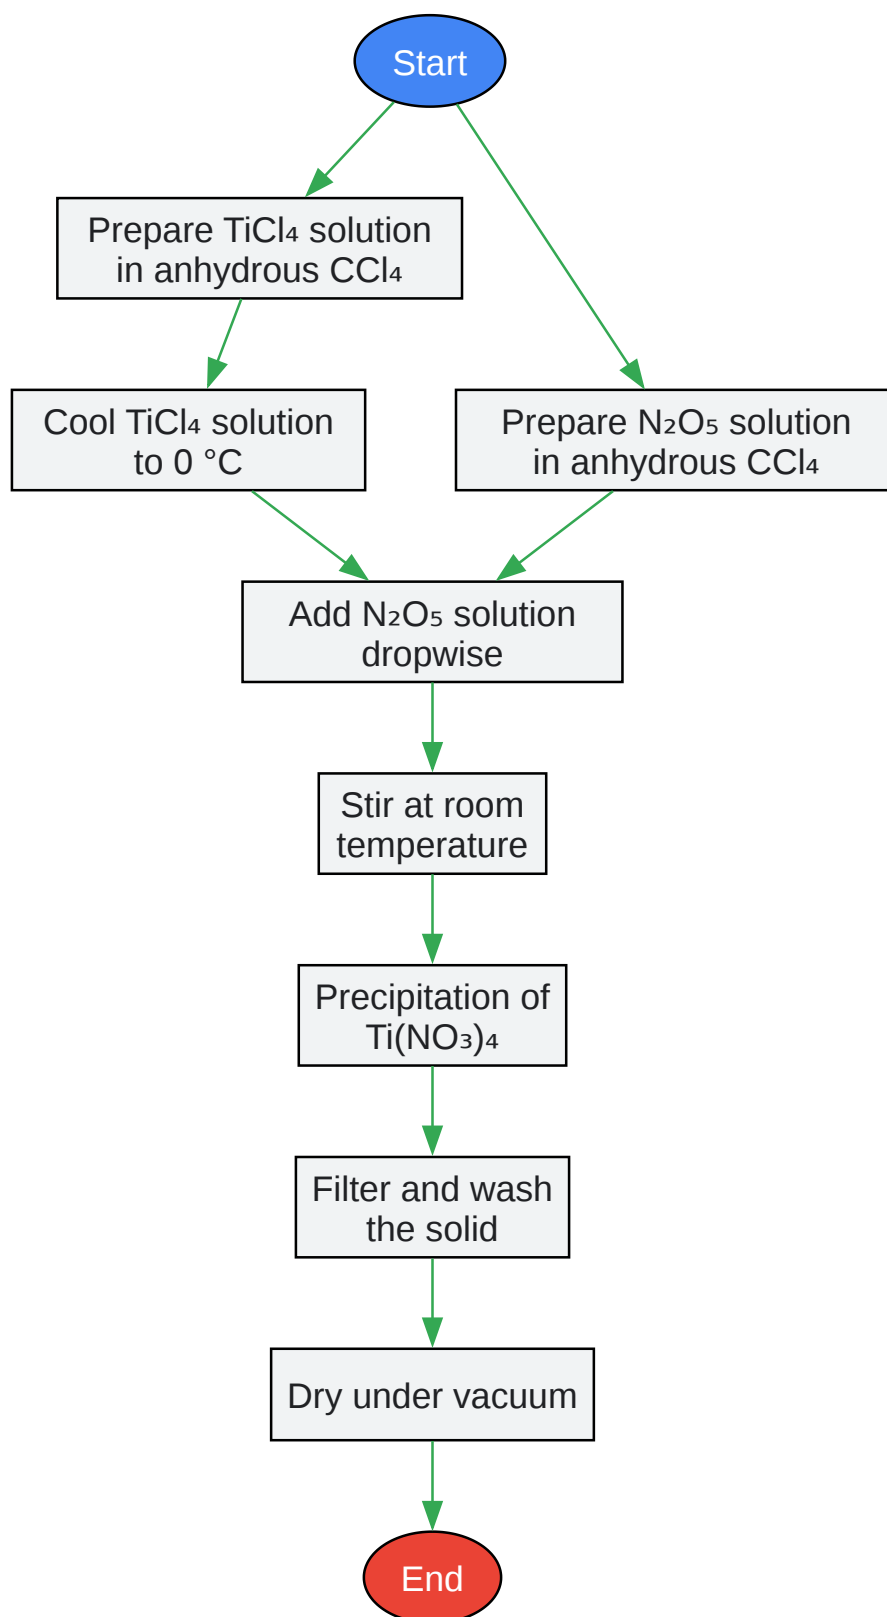 Start
Prepare TiCl₄ solution
in anhydrous CCl₄
Cool TiCl₄ solution
to 0 °C
Prepare N₂O₅ solution
in anhydrous CCl₄
Add N₂O₅ solution
dropwise
Stir at room
temperature
Precipitation of
Ti(NO₃)₄
Filter and wash
the solid
Dry under vacuum
End